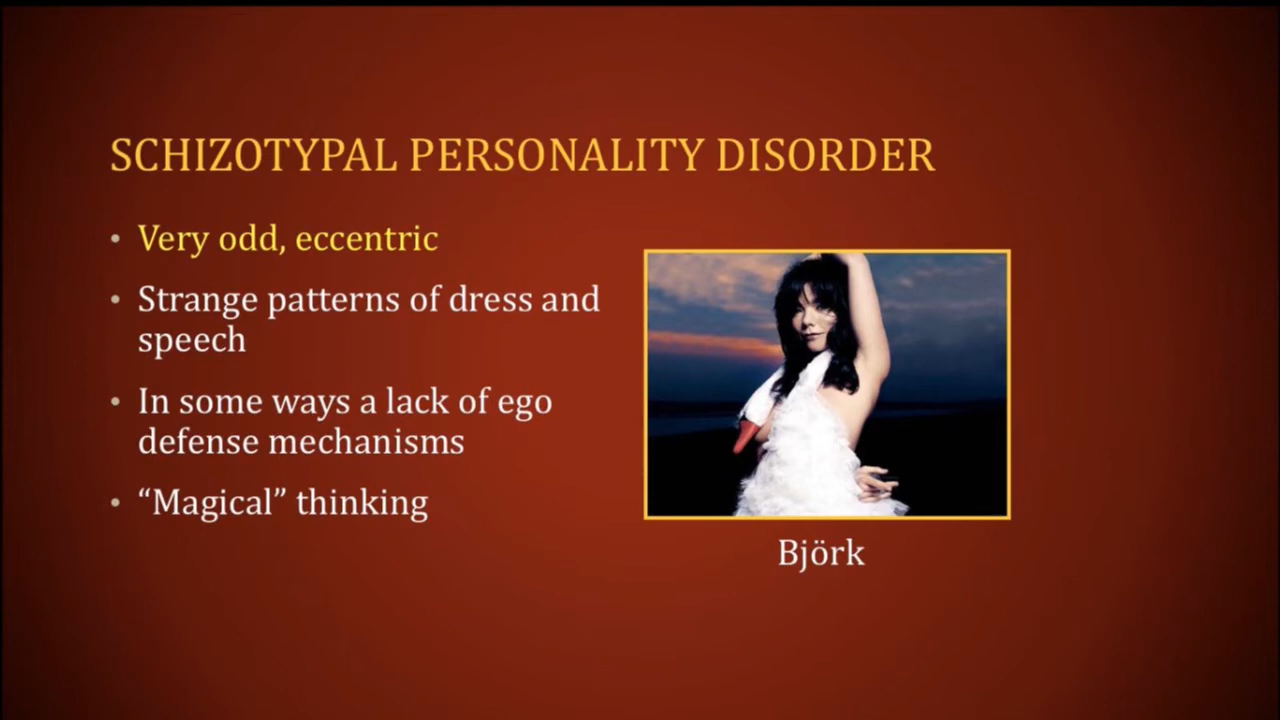 SCHIZOTYPAL PERSONALITY DISORDER
• Very odd, eccentric
• Strange patterns of dress and
speech
• In some ways a lack of ego
defense mechanisms
• “Magical” thinking
Björk